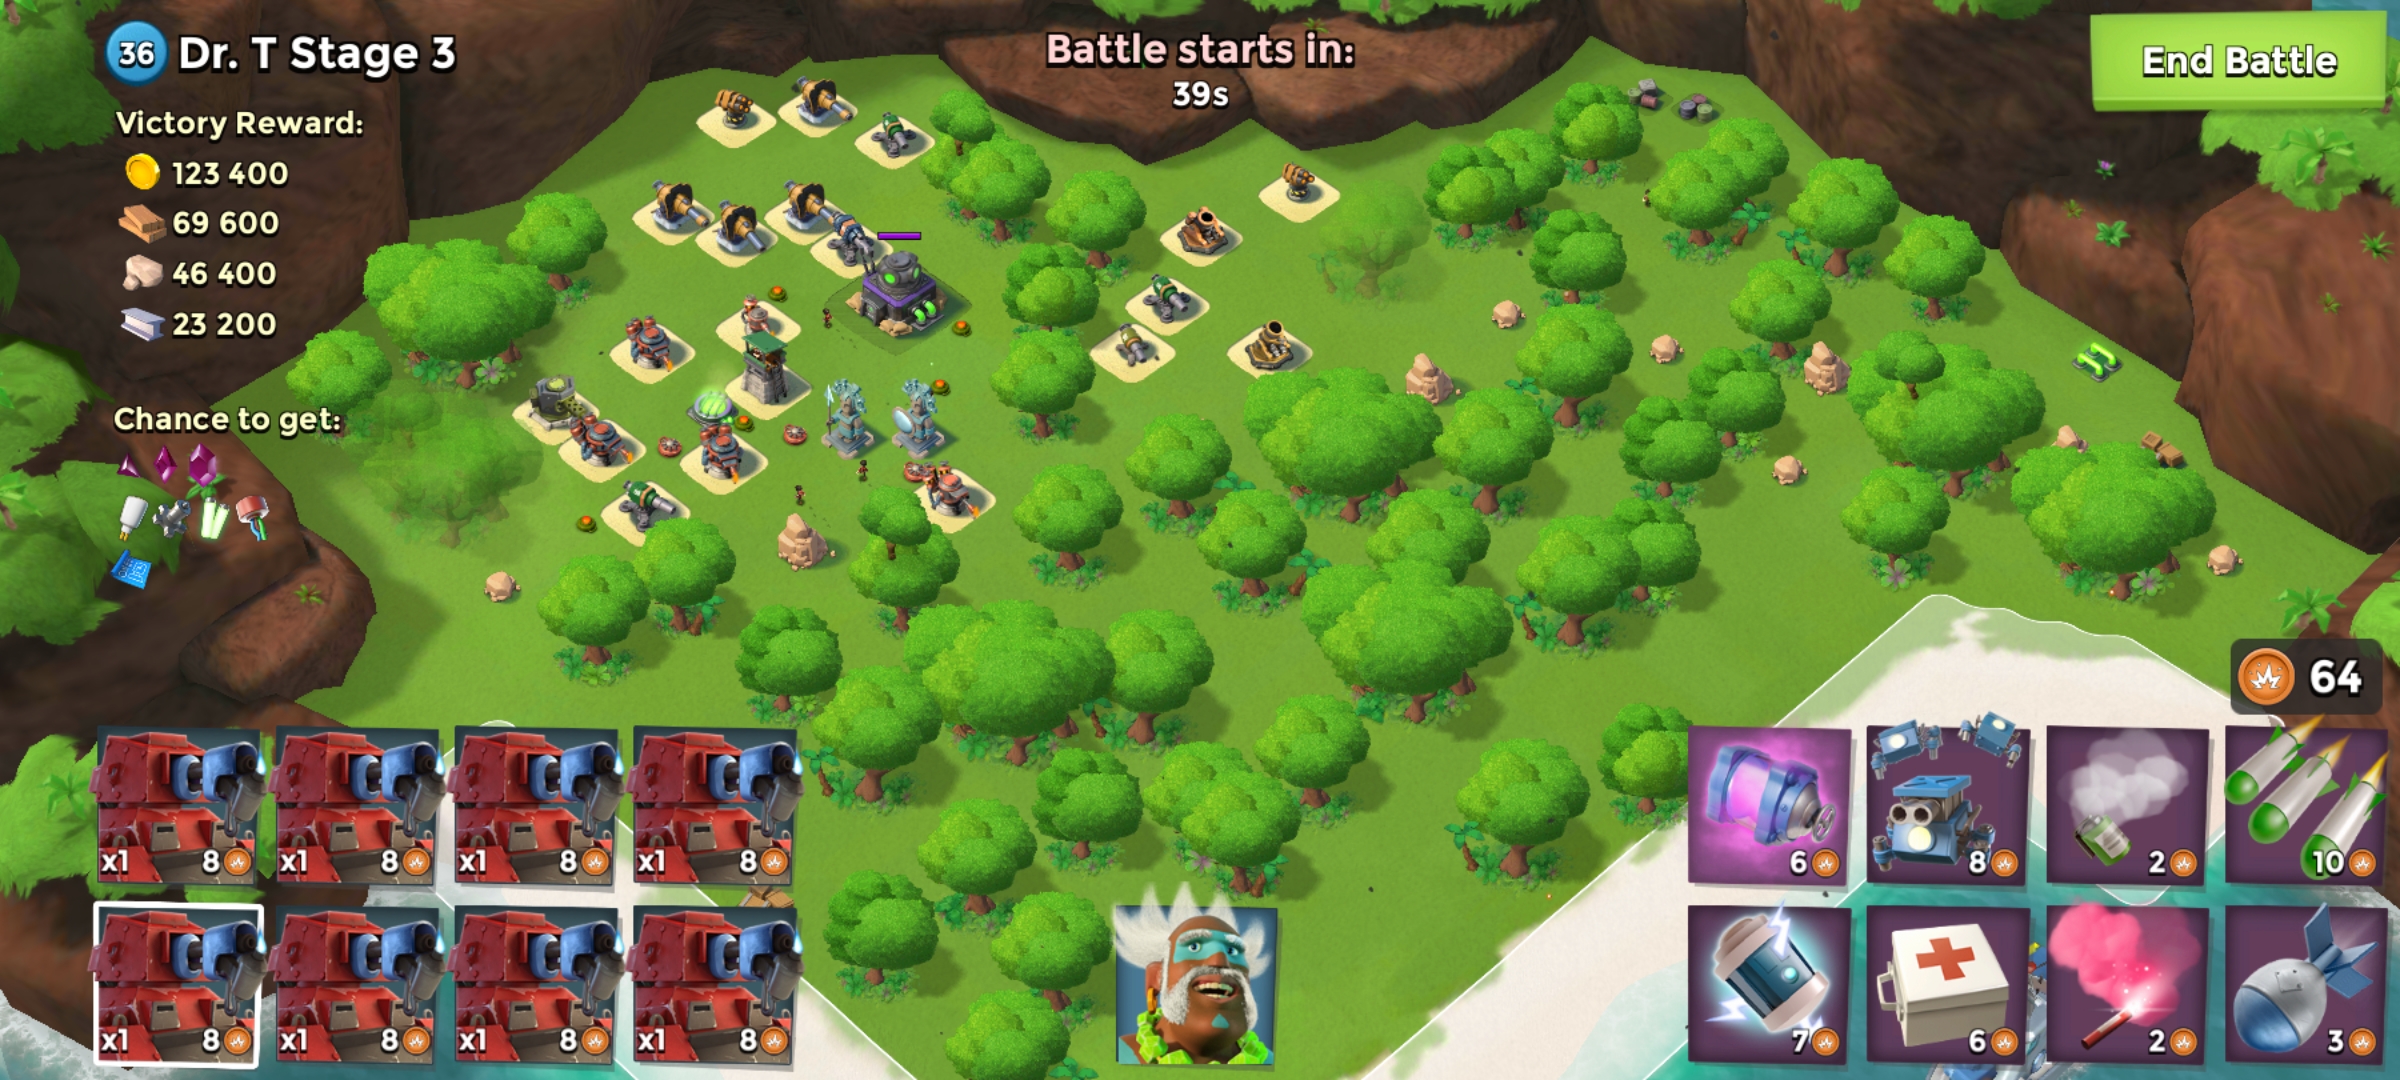 36 Dr. T Stage 3
Battle starts in:
39s
End Battle
Victory Reward:
123 400
69 600
46 400
23 200
Chance to get:
64
x1 8 x1 8 x1 8 x1 8
6 8 2 10
x1 8 x1 8 x1 8 x1 8
7 6 2 3